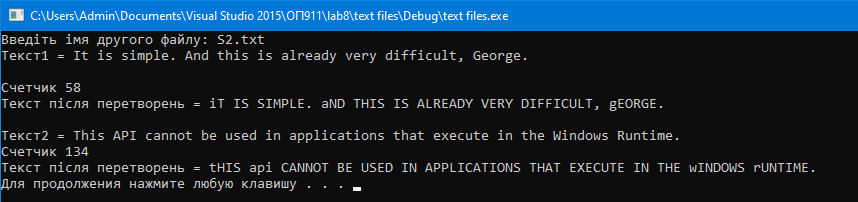 C:\Users\Admin\Documents\Visual Studio 2015\ОП911\lab8\text files\Debug\text files.exe
Введіть імя другого файлу: S2.txt
Текст1 = It is simple. And this is already very difficult, George.
Счетчик 58
Текст після перетворень = iT IS SIMPLE. aND THIS IS ALREADY VERY DIFFICULT, gEORGE.
Текст2 = This API cannot be used in applications that execute in the Windows Runtime.
Счетчик 134
Текст після перетворень = tHIS api CANNOT BE USED IN APPLICATIONS THAT EXECUTE IN THE wINDOWS rUNTIME.
Для продолжения нажмите любую клавишу . . .